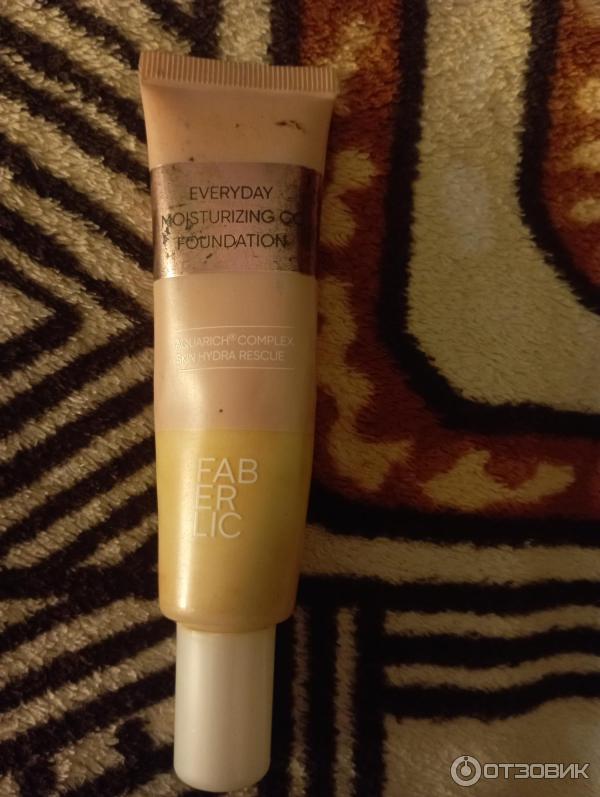 EVERYDAY
MOISTURIZING CC
FOUNDATION
AQUARICH® COMPLEX
SKIN HYDRA RESCUE
FAB
ER
LIC
ОТЗОВИК